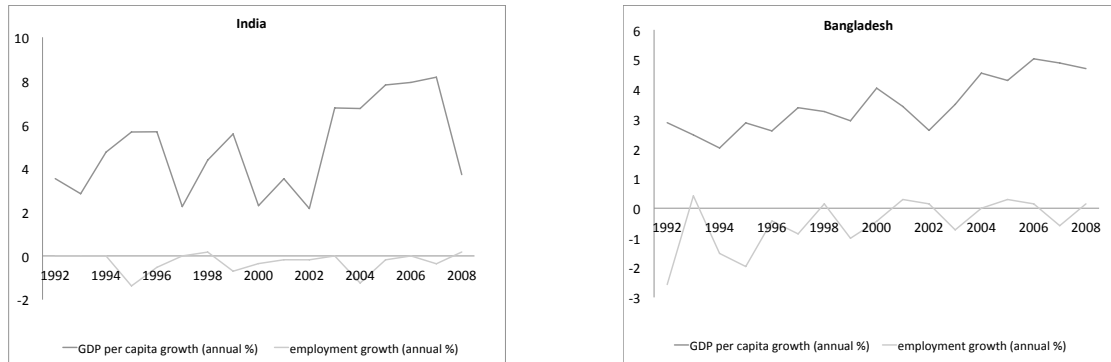 India
10
8
6
4
2
0
-2
1992 1994 1996 1998 2000 2002 2004 2006 2008
GDP per capita growth (annual %) employment growth (annual %)
Bangladesh
6
5
4
3
2
1
0
-1
-2
-3
1992 1994 1996 1998 2000 2002 2004 2006 2008
GDP per capita growth (annual %) employment growth (annual %)